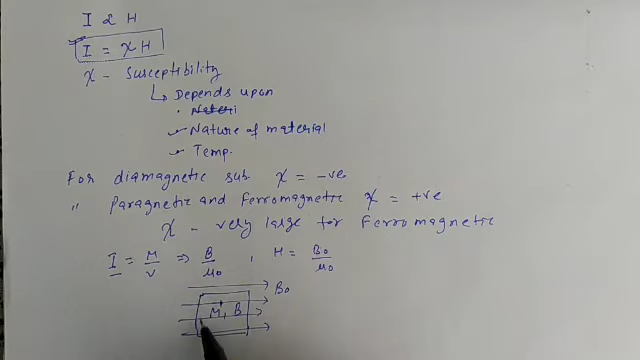 I ∝ H
I = χ H
χ - Susceptibility
↳ Depends upon
• Nateri
Nature of material
Temp.
For diamagnetic sub. χ = -ve.
" Paragnetic and Ferromagnetic χ = +ve
χ - very large for Ferromagnetic
I = M/V ⇒ B/μ0 , H = B0/μ0
B0
M, B